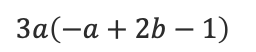 3a(−a + 2b − 1)